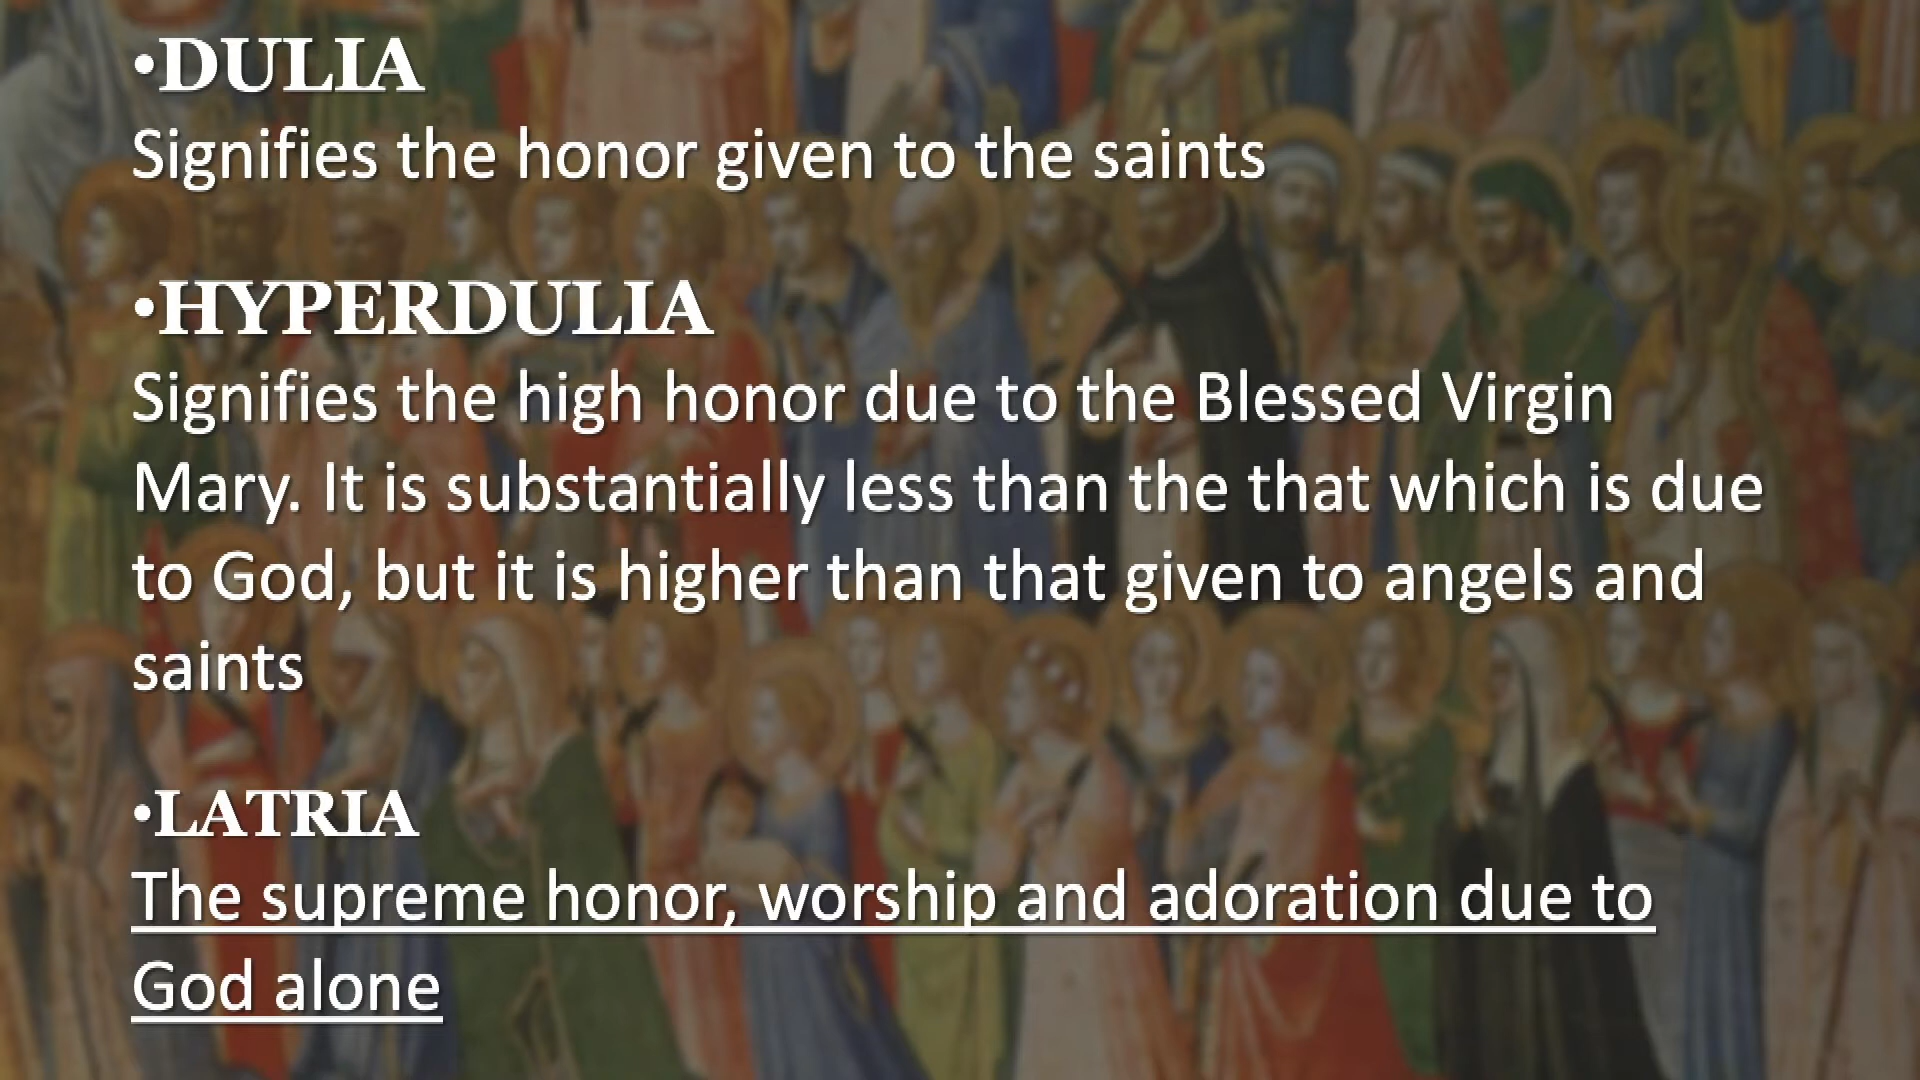 •DULIA
Signifies the honor given to the saints
•HYPERDULIA
Signifies the high honor due to the Blessed Virgin
Mary. It is substantially less than the that which is due
to God, but it is higher than that given to angels and
saints
•LATRIA
The supreme honor, worship and adoration due to
God alone